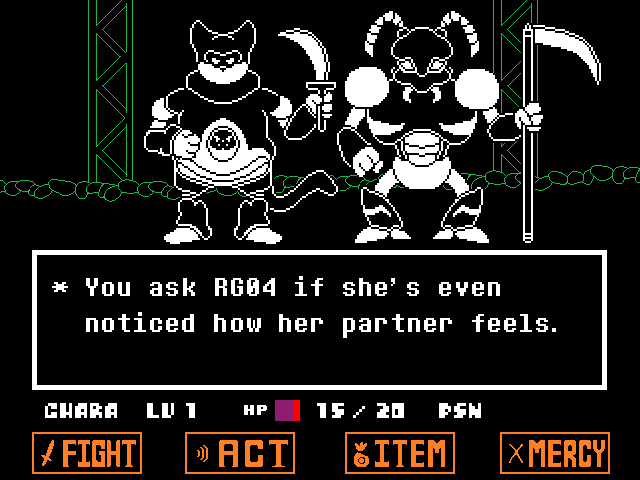 * You ask RG04 if she's even
noticed how her partner feels.
CHARA LV 1 HP 15 / 20 PSN
FIGHT ACT ITEM MERCY